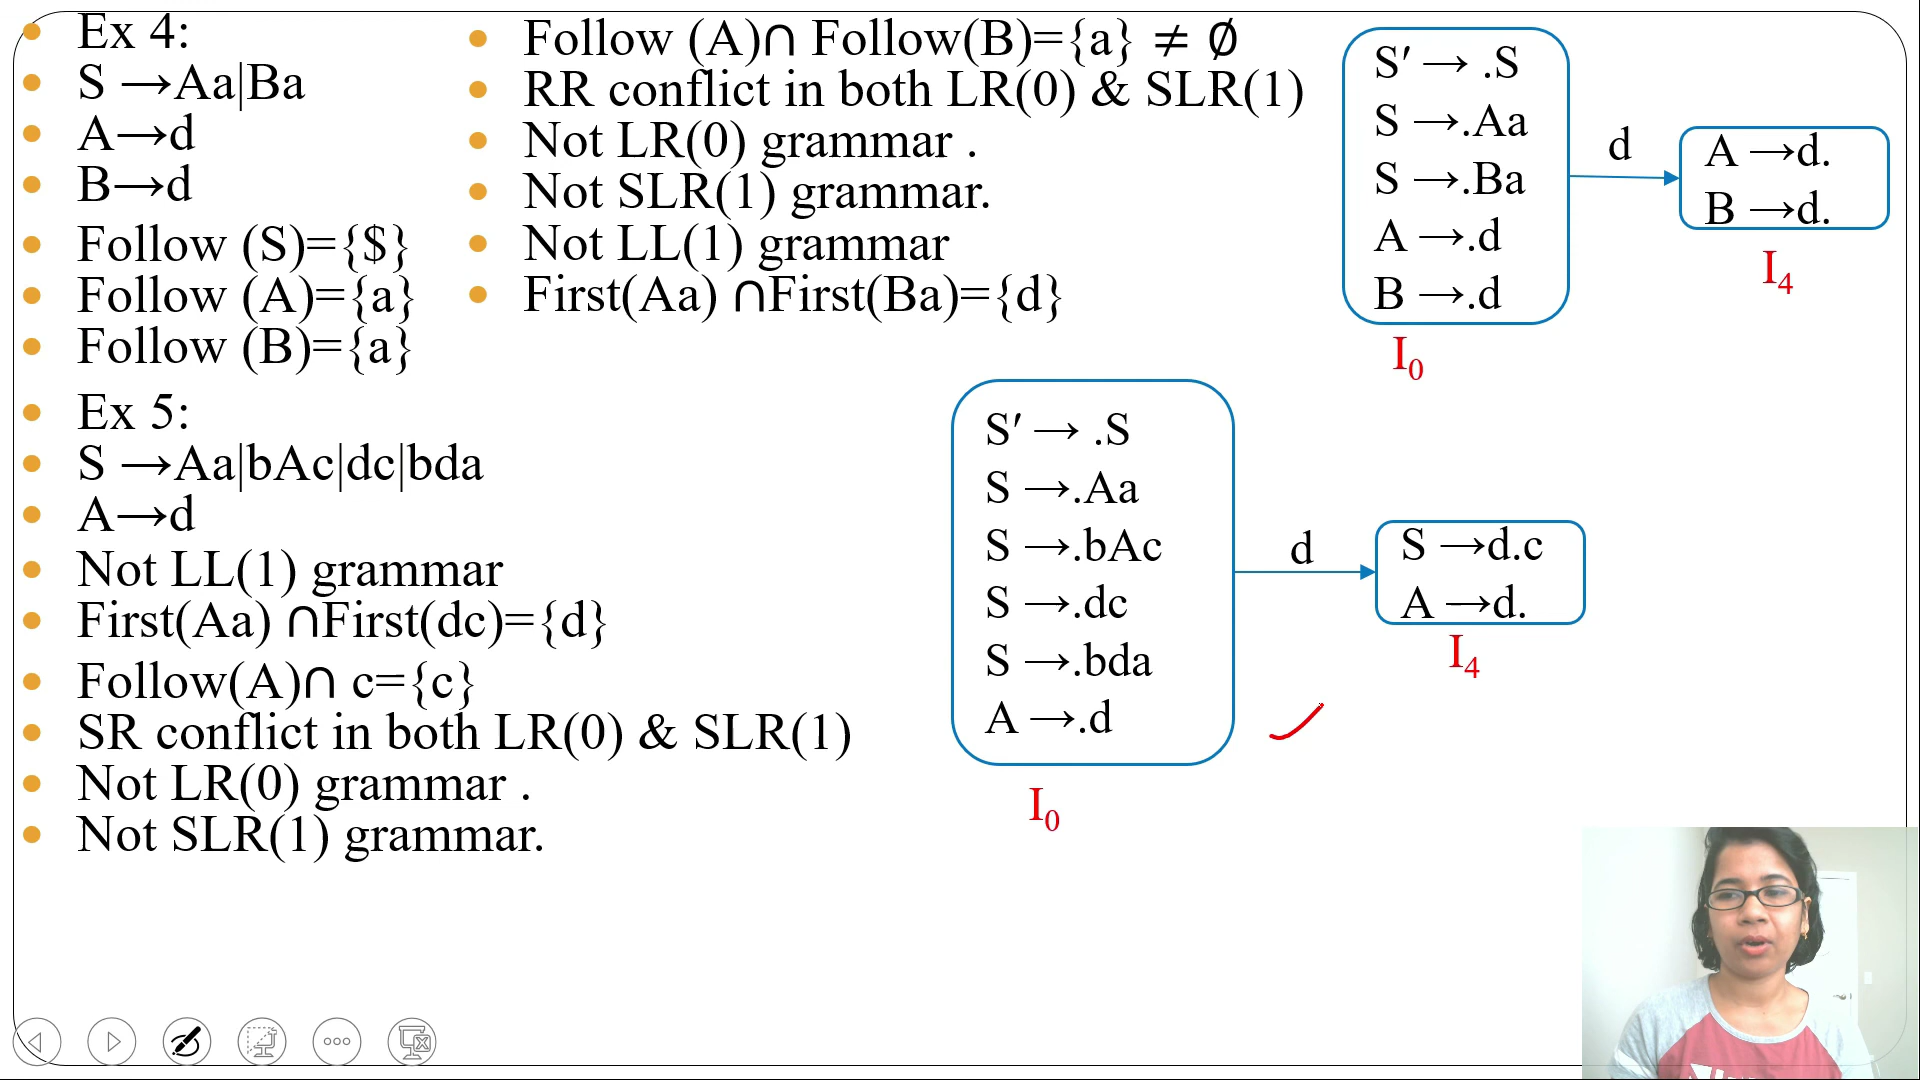 Ex 4:
S →Aa|Ba
A→d
B→d
Follow (S)={$}
Follow (A)={a}
Follow (B)={a}
Follow (A)∩ Follow(B)={a} ≠ ∅
RR conflict in both LR(0) & SLR(1)
Not LR(0) grammar .
Not SLR(1) grammar.
Not LL(1) grammar
First(Aa) ∩First(Ba)={d}
S′ → .S
S →.Aa
S →.Ba
A →.d
B →.d
I₀
d
A →d.
B →d.
I₄
Ex 5:
S →Aa|bAc|dc|bda
A→d
Not LL(1) grammar
First(Aa) ∩First(dc)={d}
Follow(A)∩ c={c}
SR conflict in both LR(0) & SLR(1)
Not LR(0) grammar .
Not SLR(1) grammar.
S′ → .S
S →.Aa
S →.bAc
S →.dc
S →.bda
A →.d
I₀
d
S →d.c
A →d.
I₄